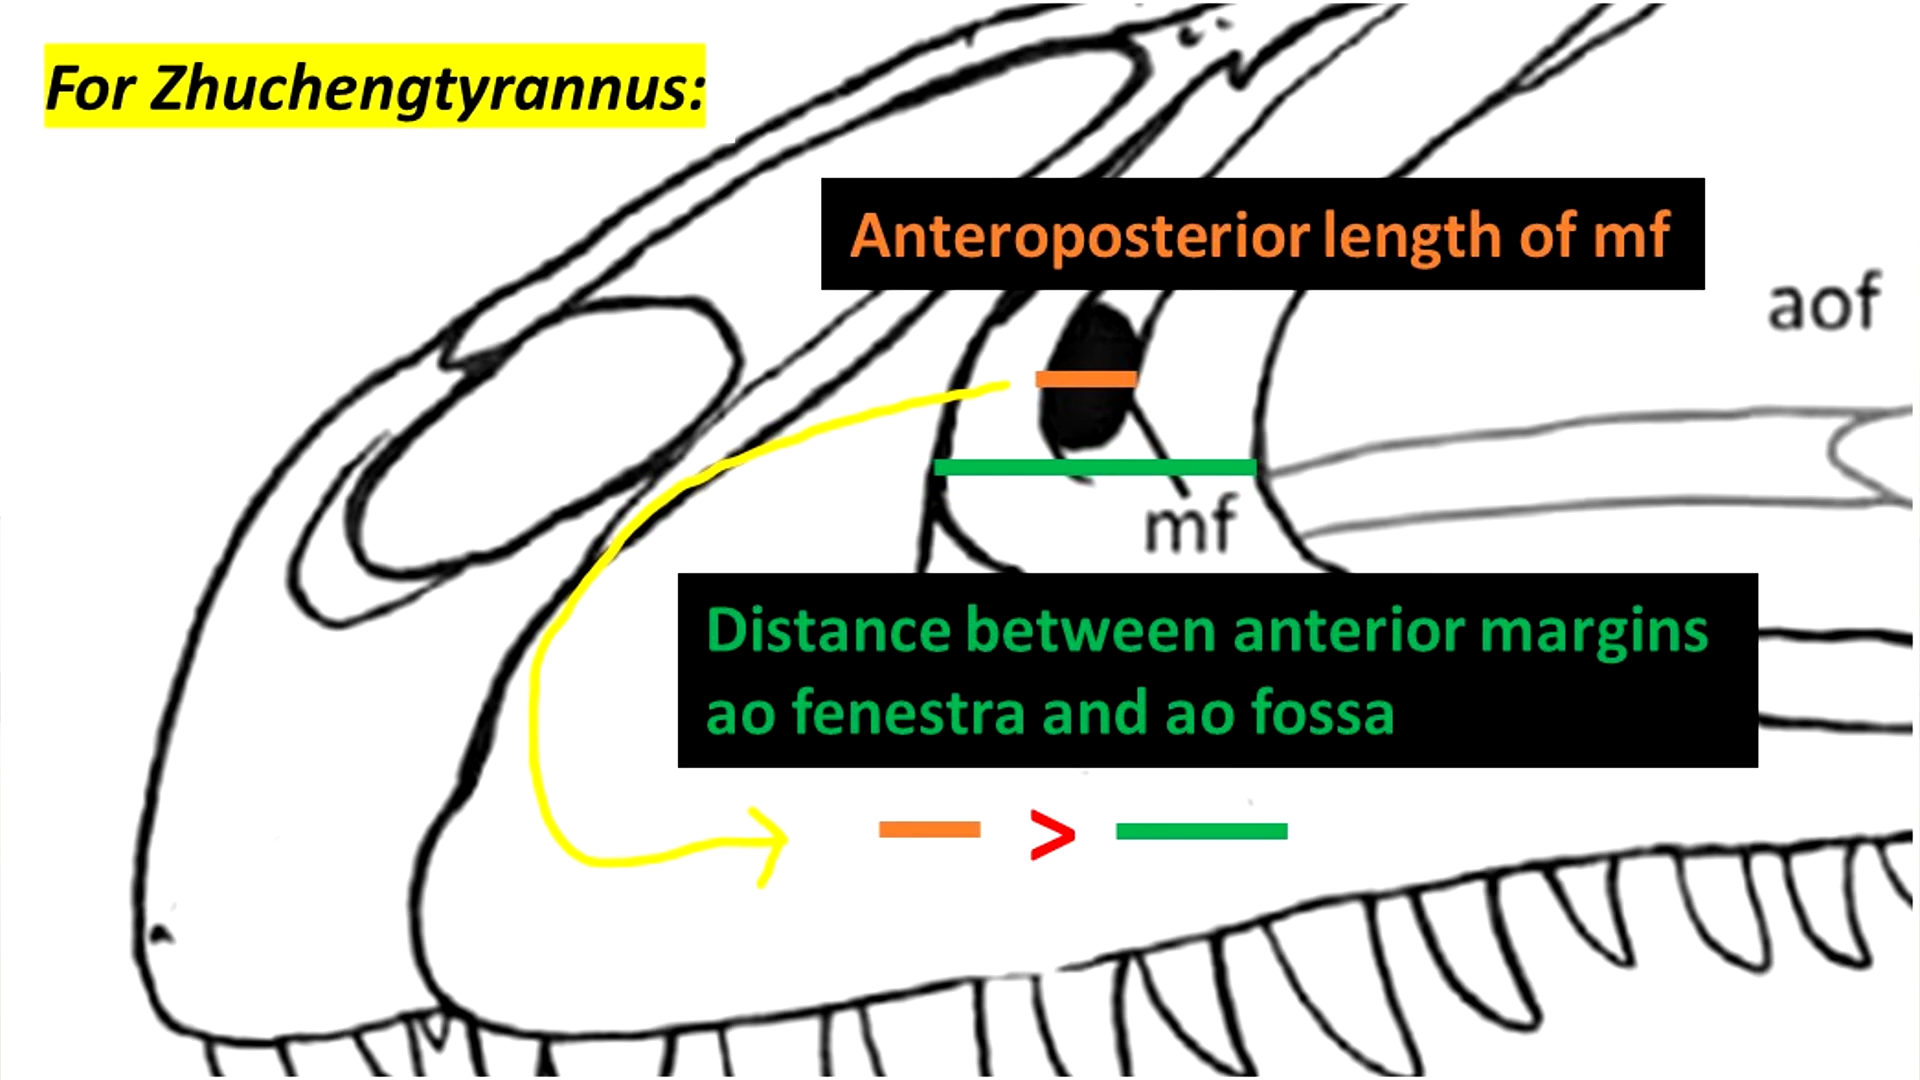 For Zhuchengtyrannus:
Anteroposterior length of mf
aof
mf
Distance between anterior margins
ao fenestra and ao fossa
>